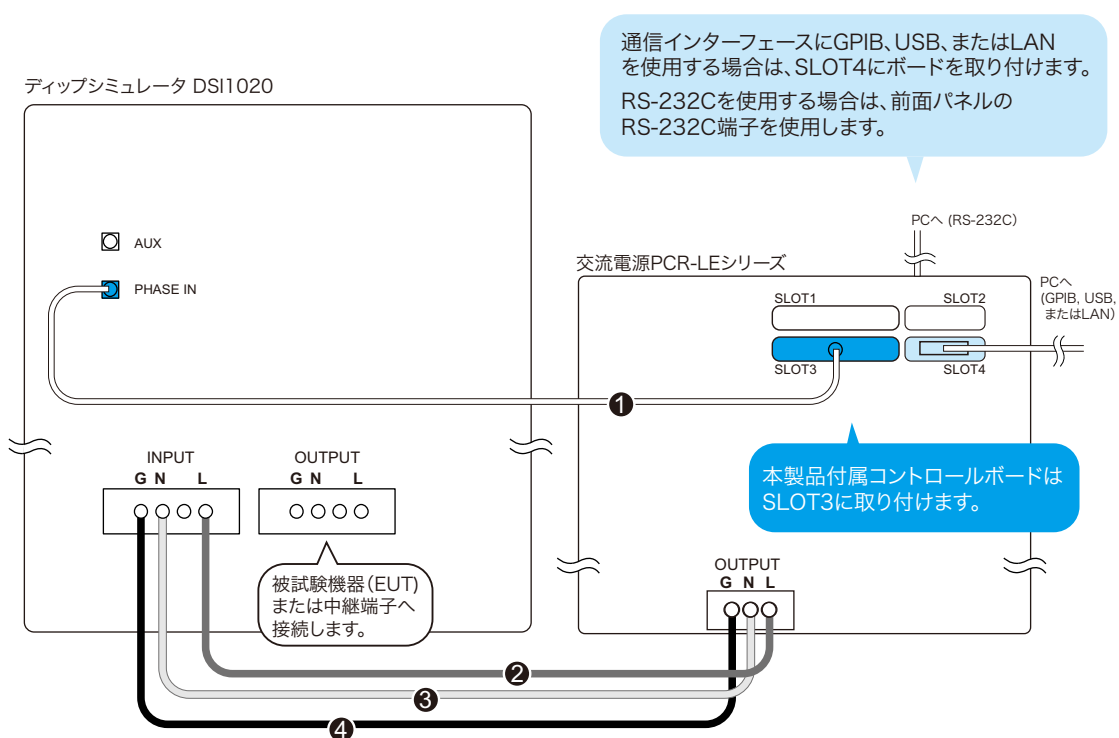 通信インターフェースにGPIB、USB、またはLAN
を使用する場合は、SLOT4にボードを取り付けます。
RS-232Cを使用する場合は、前面パネルの
RS-232C端子を使用します。
ディップシミュレータ DSI1020
AUX
PHASE IN
PCへ (RS-232C)
交流電源PCR-LEシリーズ
PCへ
(GPIB, USB,
またはLAN)
SLOT1
SLOT2
SLOT3
SLOT4
❶
本製品付属コントロールボードは
SLOT3に取り付けます。
INPUT
G N L
OUTPUT
G N L
被試験機器(EUT)
または中継端子へ
接続します。
OUTPUT
G N L
❷
❸
❹